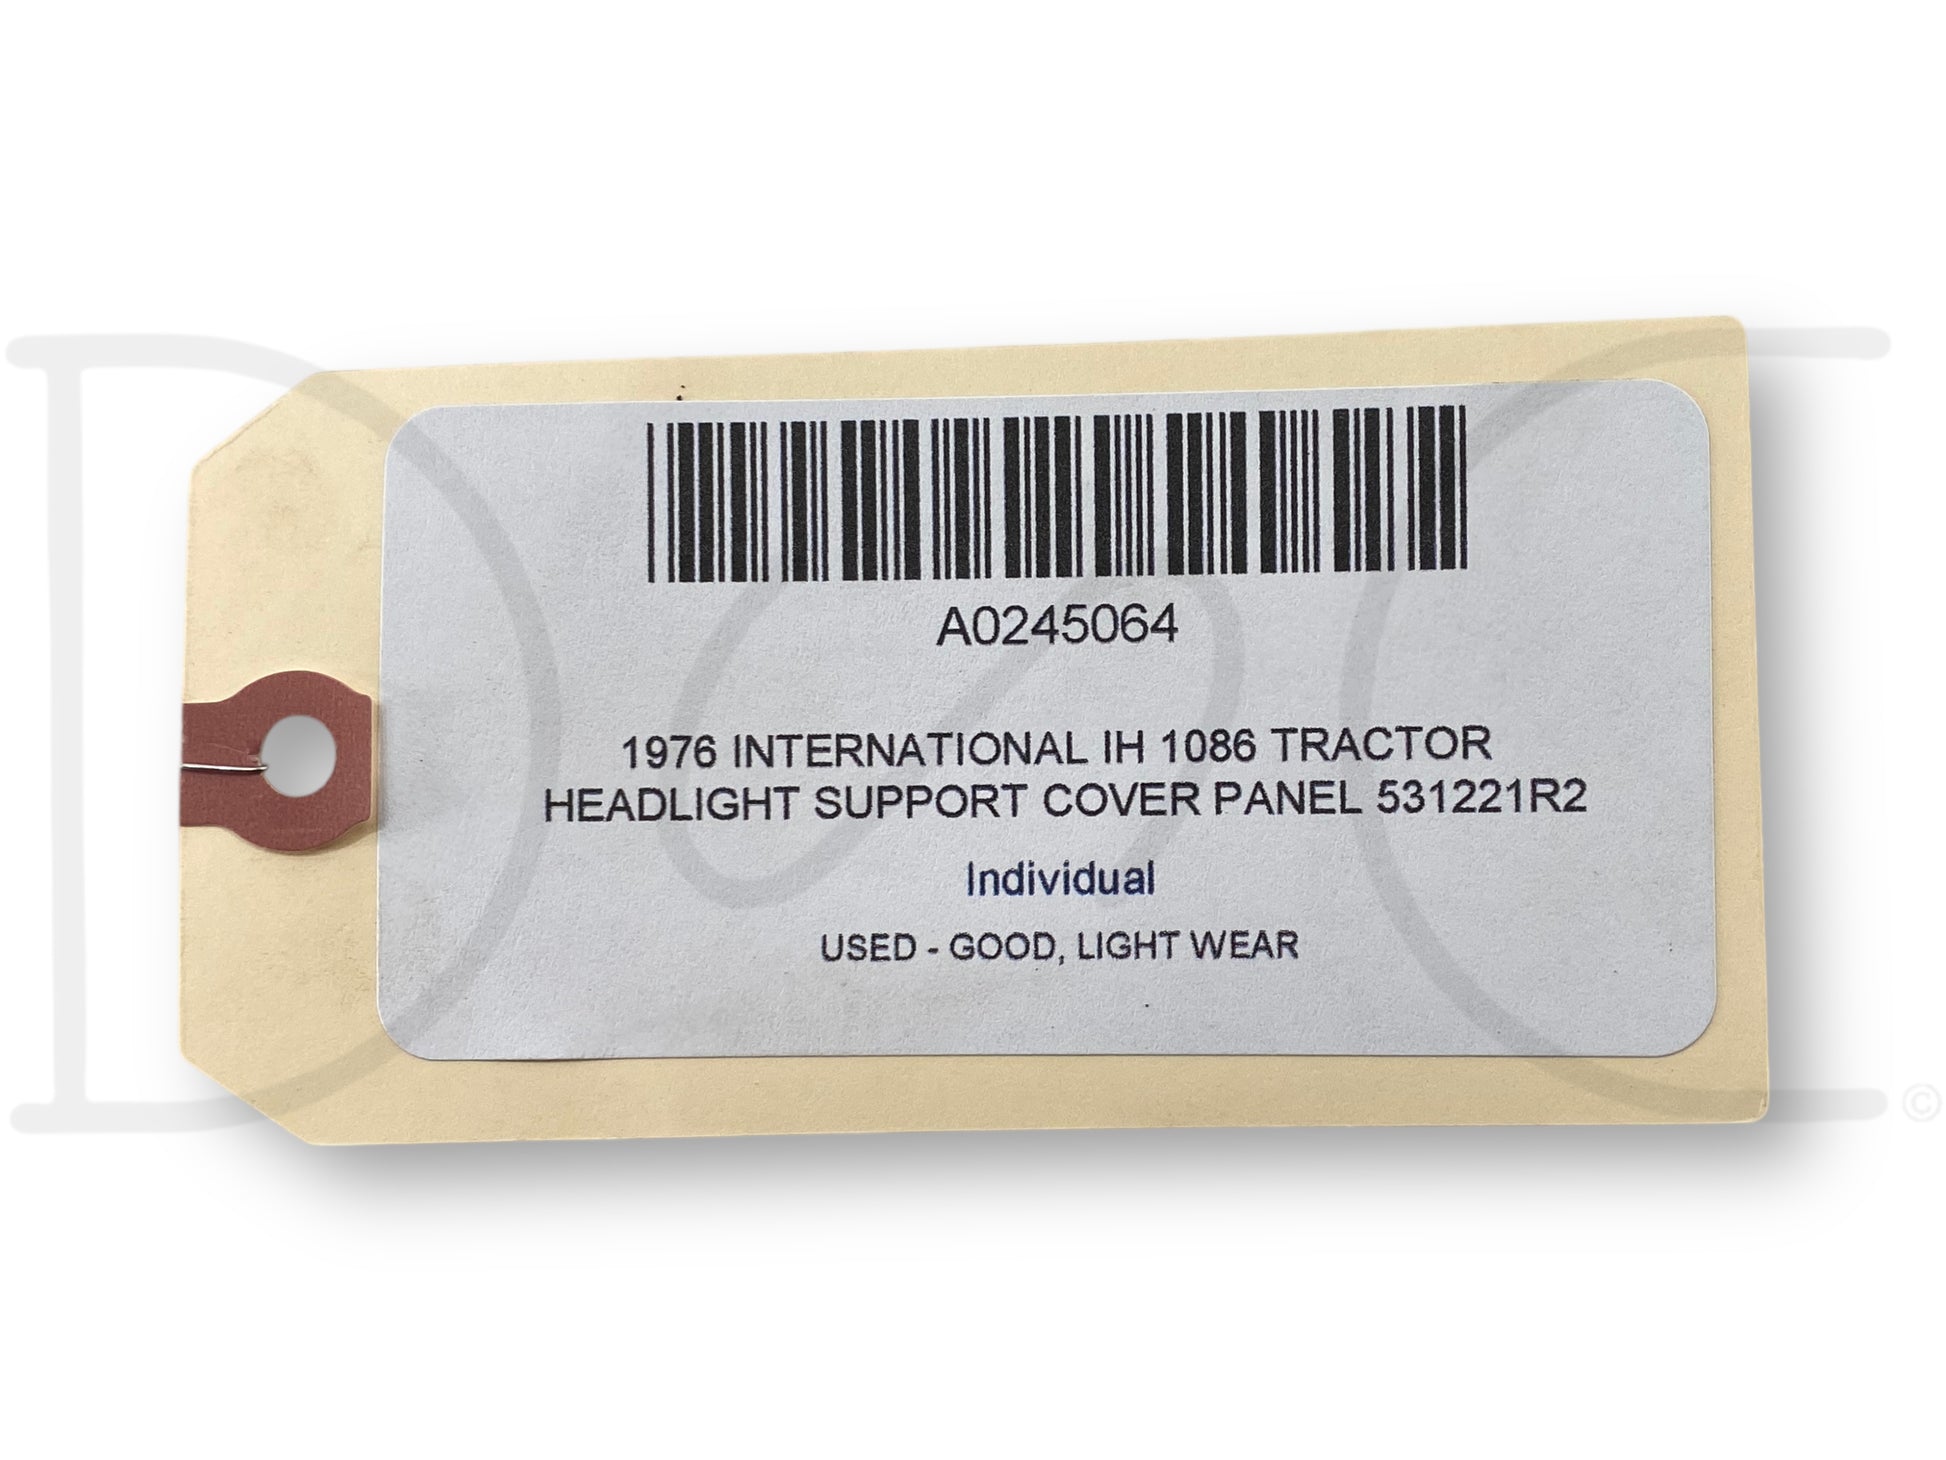 A0245064
1976 INTERNATIONAL IH 1086 TRACTOR
HEADLIGHT SUPPORT COVER PANEL 531221R2
Individual
USED - GOOD, LIGHT WEAR
©